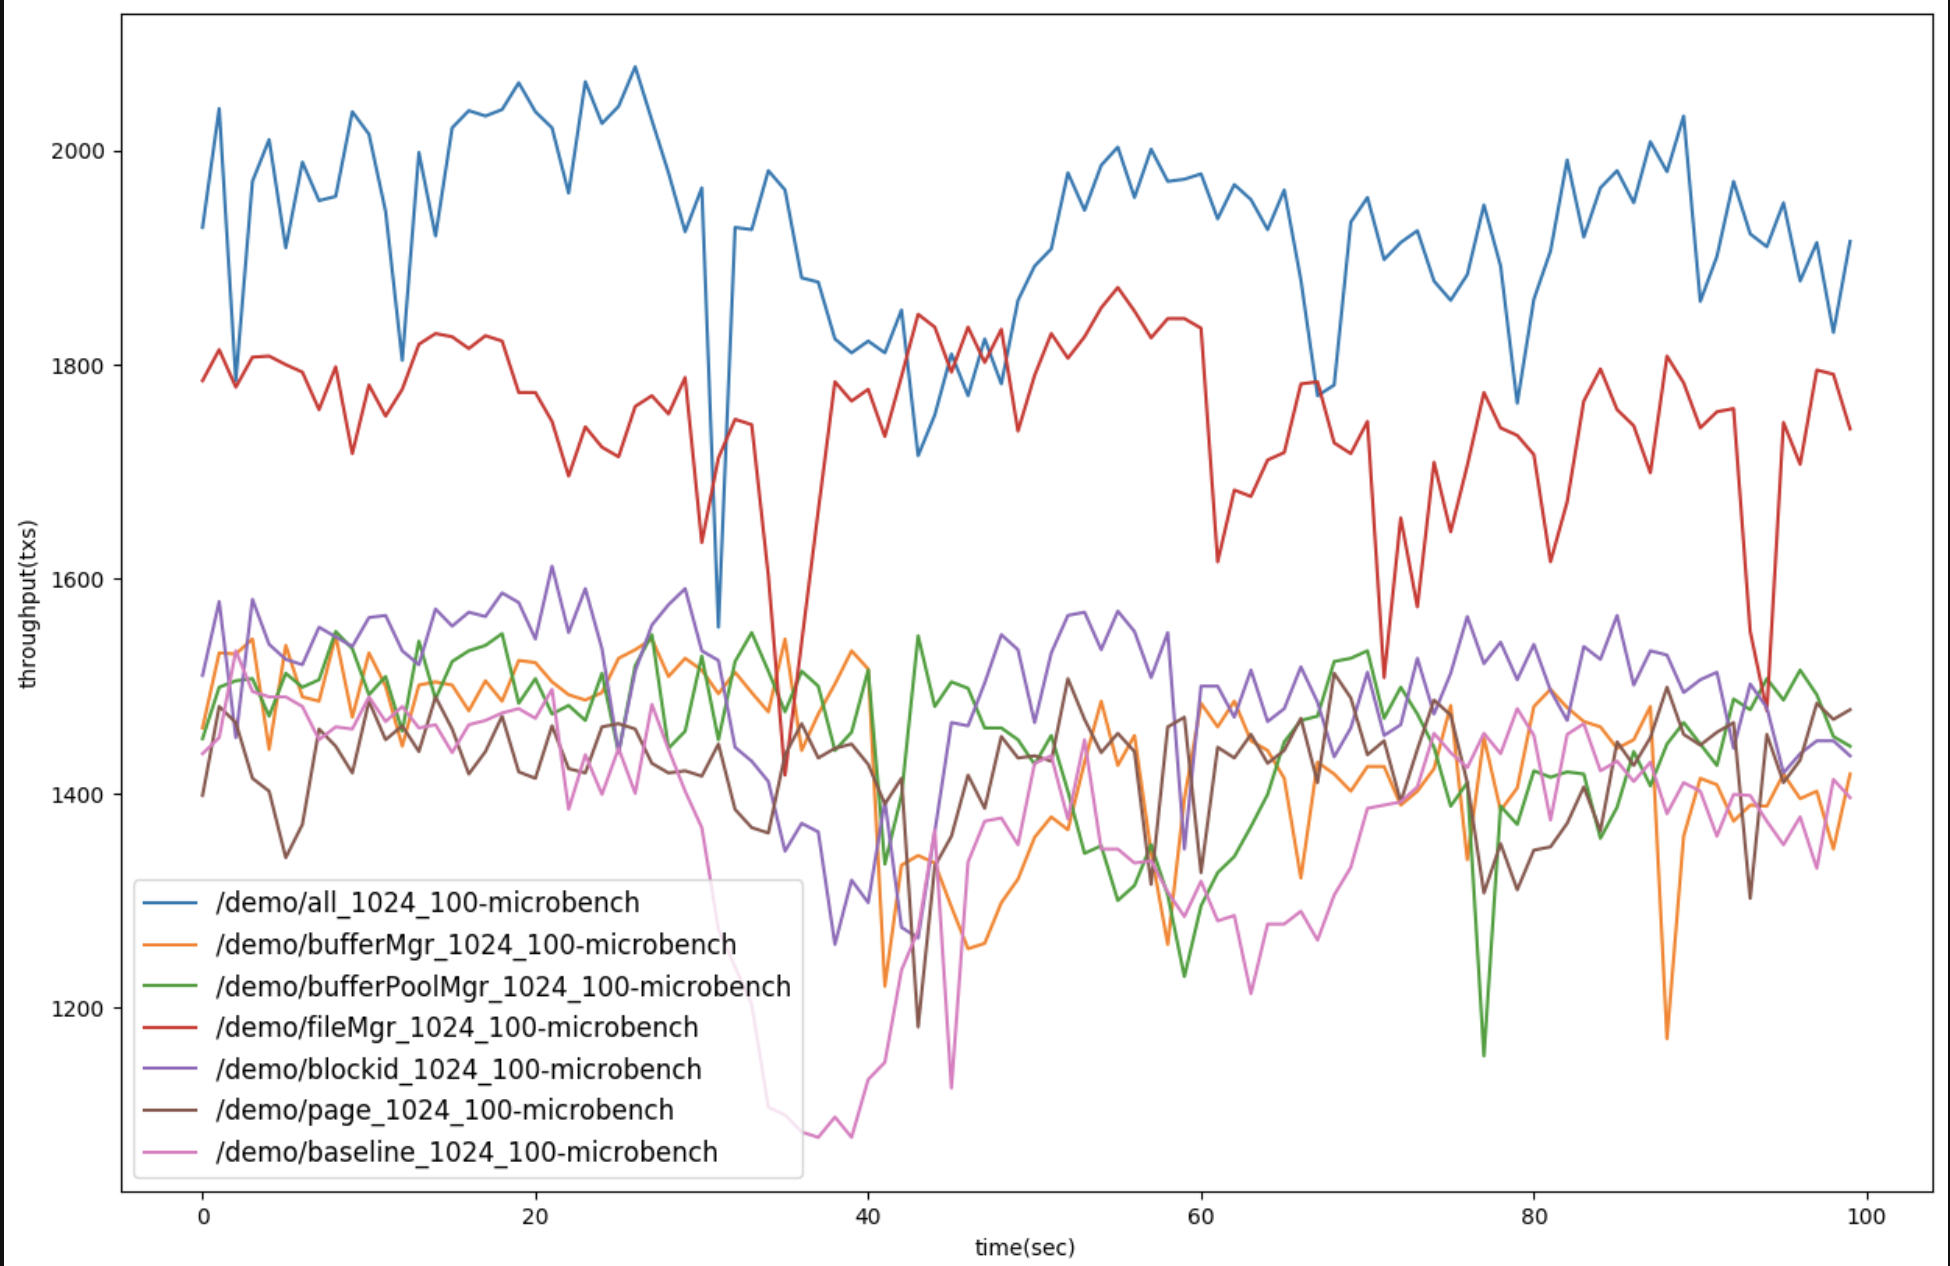 2000
1800
1600
1400
1200
throughput(txs)
/demo/all_1024_100-microbench
/demo/bufferMgr_1024_100-microbench
/demo/bufferPoolMgr_1024_100-microbench
/demo/fileMgr_1024_100-microbench
/demo/blockid_1024_100-microbench
/demo/page_1024_100-microbench
/demo/baseline_1024_100-microbench
0 20 40 60 80 100
time(sec)